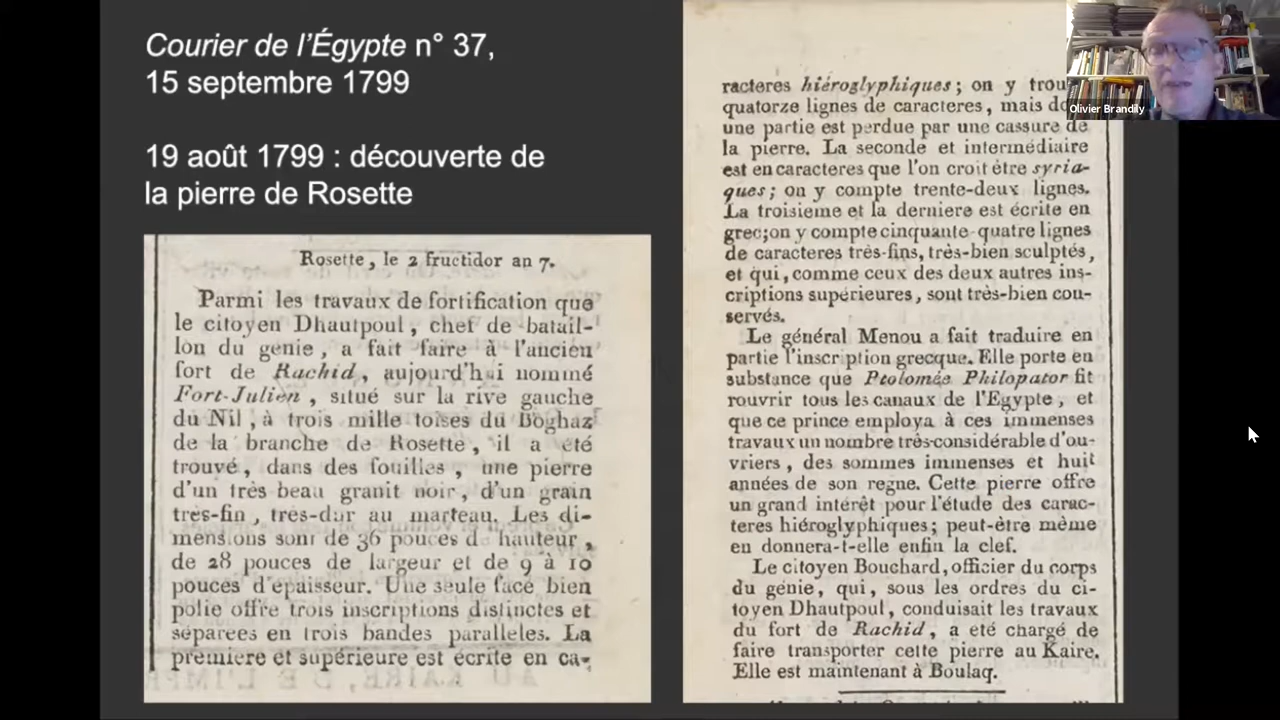 Courier de l'Égypte n° 37,
15 septembre 1799
19 août 1799 : découverte de
la pierre de Rosette
Rosette, le 2 fructidor an 7.
Parmi les travaux de fortification que
le citoyen Dhautpoul, chef de batail-
lon du genie, a fait faire à l'ancien
fort de Rachid, aujourd'hui nommé
Fort-Julien, situé sur la rive gauche
du Nil, à trois mille toises du Boghaz
de la branche de Rosette, il a été
trouvé, dans des fouilles, une pierre
d'un très beau granit noir, d'un grain
très-fin, très-dur au marteau. Les di-
mensions sont de 36 pouces de hauteur,
de 28 pouces de largeur et de 9 à 10
pouces d'épaisseur. Une seule face bien
polie offre trois inscriptions distinctes et
séparées en trois bandes paralleles. La
premiere et supérieure est écrite en ca-
racteres hiéroglyphiques; on y
quatorze lignes de caracteres, mais
une partie est perdue par une cassure de
la pierre. La seconde et intermédiaire
est en caracteres que l'on croit être syria-
ques; on y compte trente-deux lignes.
La troisieme et la derniere est écrite en
grec; on y compte cinquante-quatre lignes
de caracteres très-fins, très-bien sculptés,
et qui, comme ceux des deux autres ins-
criptions supérieures, sont très-bien con-
servés.
Le général Menou a fait traduire en
partie l'inscription grecque. Elle porte en
substance que Ptolomée Philopator fit
rouvrir tous les canaux de l'Egypte, et
que ce prince employa à ces immenses
travaux un nombre très-considérable d'ou-
vriers, des sommes immenses et huit
années de son regne. Cette pierre offre
un grand intérêt pour l'étude des carac-
teres hiéroglyphiques; peut-être même
en donnera-t-elle enfin la clef.
Le citoyen Bouchard, officier du corps
du génie, qui, sous les ordres du ci-
toyen Dhautpoul, conduisait les travaux
du fort de Rachid, a été chargé de
faire transporter cette pierre au Kaire.
Elle est maintenant à Boulaq.
Olivier Brandily